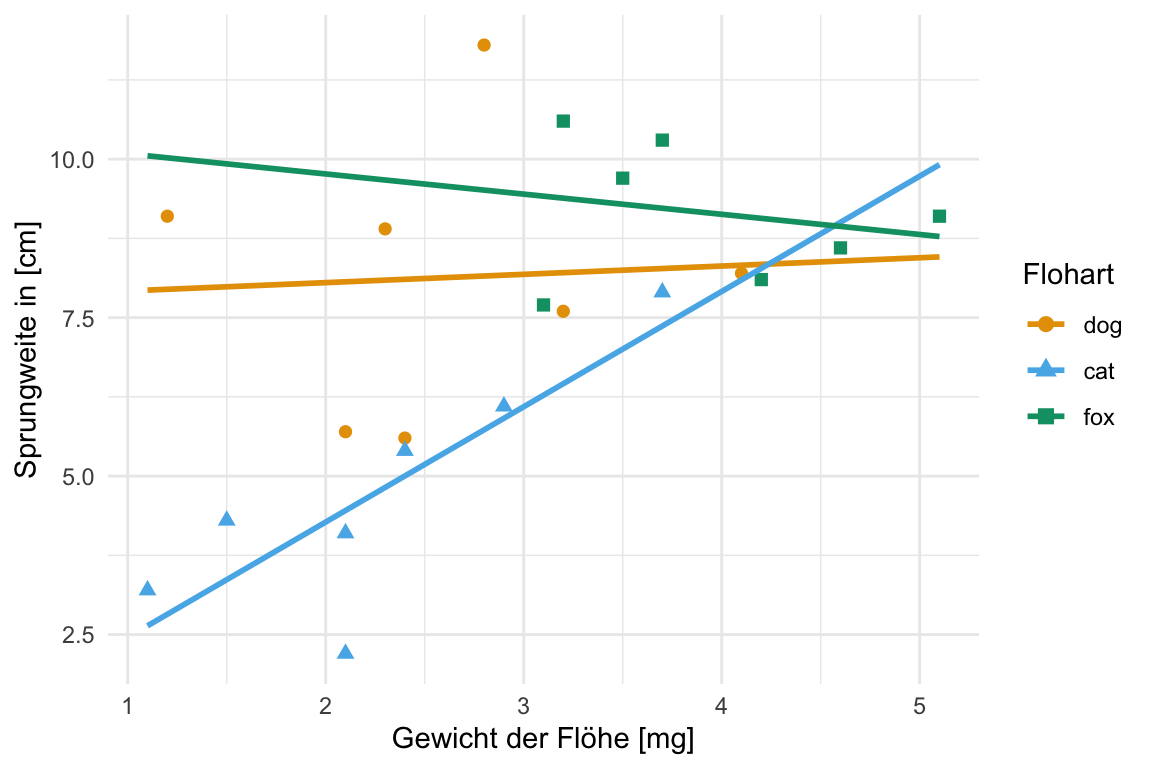 10.0
7.5
5.0
2.5
Sprungweite in [cm]
1 2 3 4 5
Gewicht der Flöhe [mg]
Flohart
dog
cat
fox